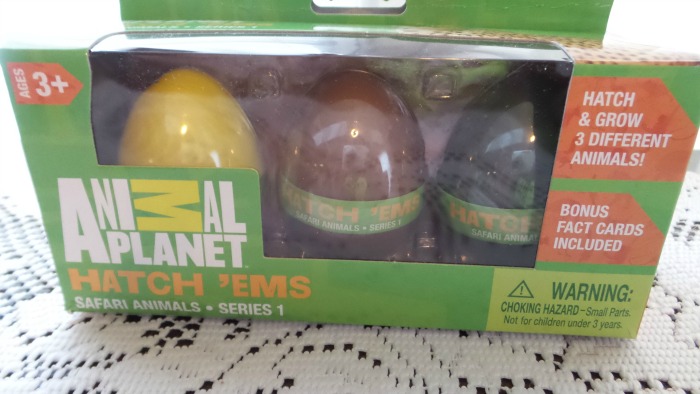 AGES 3+
HATCH
& GROW
3 DIFFERENT
ANIMALS!
HATCH 'EMS
SAFARI ANIMALS • SERIES 1
HATCH
SAFARI ANIMA
BONUS
FACT CARDS
INCLUDED
ANIMAL
PLANET
HATCH 'EMS
SAFARI ANIMALS • SERIES 1
WARNING:
CHOKING HAZARD – Small Parts.
Not for children under 3 years.